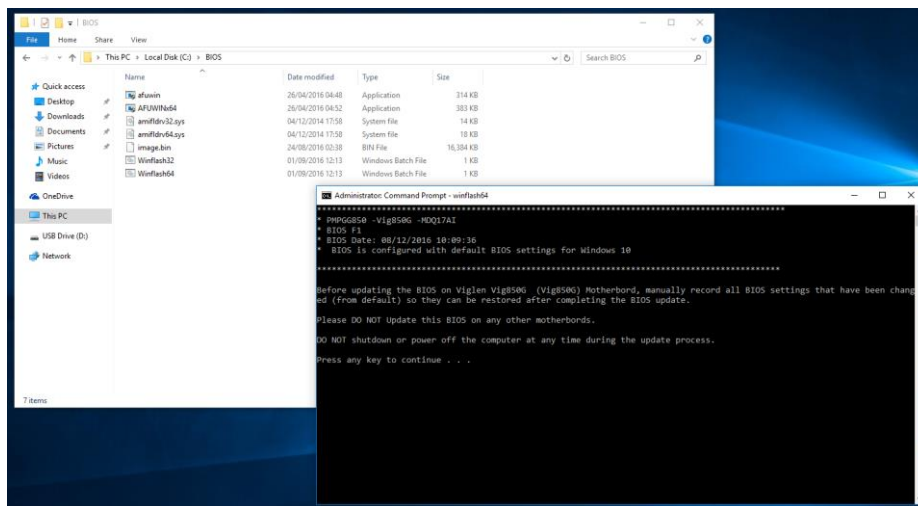 BIOS
File Home Share View
This PC > Local Disk (C:) > BIOS
Search BIOS
Name Date modified Type Size
Quick access
Desktop
Downloads
Documents
Pictures
Music
Videos
OneDrive
This PC
USB Drive (D:)
Network
afuwin 26/04/2016 04:48 Application 314 KB
AFUWINx64 26/04/2016 04:52 Application 383 KB
amifldrv32.sys 04/12/2014 17:58 System file 14 KB
amifldrv64.sys 04/12/2014 17:58 System file 18 KB
image.bin 24/08/2016 02:38 BIN File 16,384 KB
Winflash32 01/09/2016 12:13 Windows Batch File 1 KB
Winflash64 01/09/2016 12:13 Windows Batch File 1 KB
7 items
Administrator: Command Prompt - winflash64
* PMPGG850 -Vig850G -MDQ17AI
* BIOS F1
* BIOS Date: 08/12/2016 10:09:36
* BIOS is configured with default BIOS settings for Windows 10
Before updating the BIOS on Viglen Vig850G (Vig850G) Motherbord, manually record all BIOS settings that have been chang
ed (from default) so they can be restored after completing the BIOS update.
Please DO NOT Update this BIOS on any other motherbords.
DO NOT shutdown or power off the computer at any time during the update process.
Press any key to continue . . .